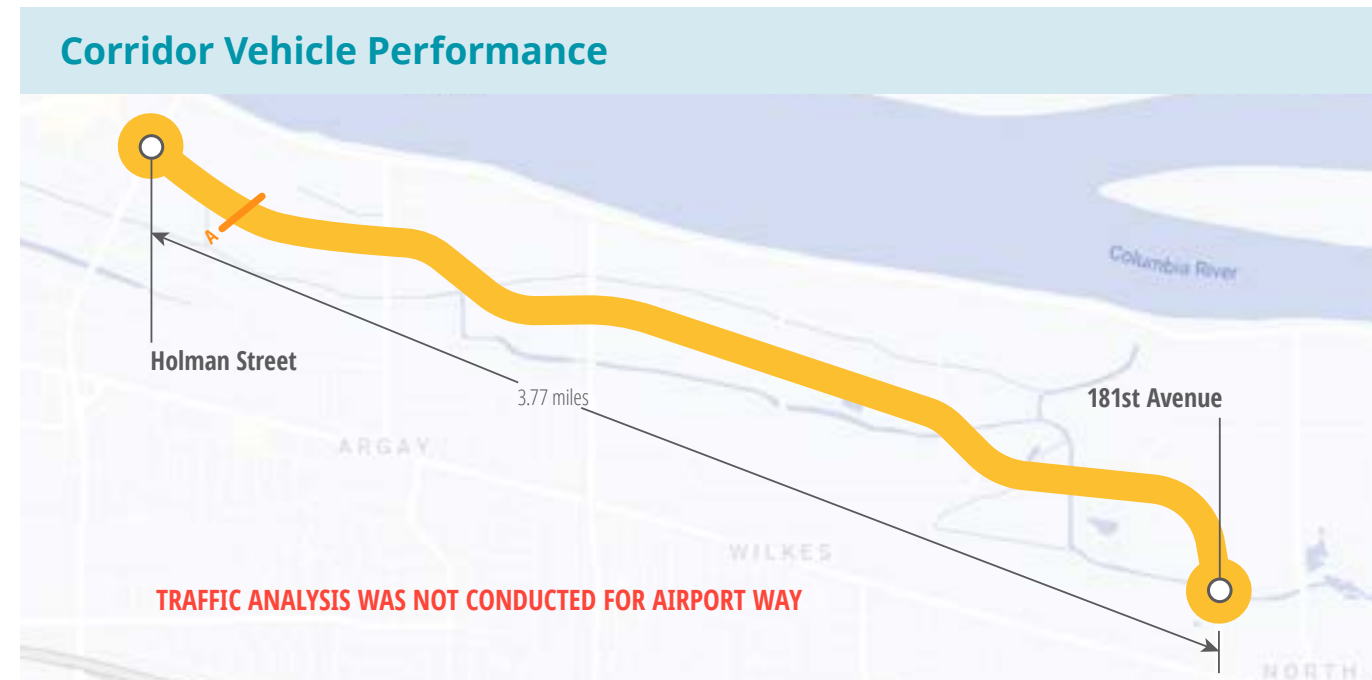 Corridor Vehicle Performance
Columbia River
A
Holman Street
3.77 miles
181st Avenue
ARGAY
WILKES
TRAFFIC ANALYSIS WAS NOT CONDUCTED FOR AIRPORT WAY
NORTH